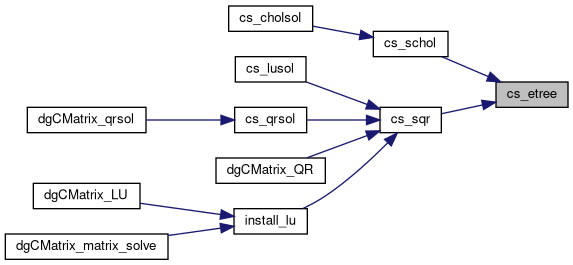 cs_cholsol
cs_schol
cs_lusol
cs_etree
dgCMatrix_qrsol
cs_qrsol
cs_sqr
dgCMatrix_QR
dgCMatrix_LU
install_lu
dgCMatrix_matrix_solve